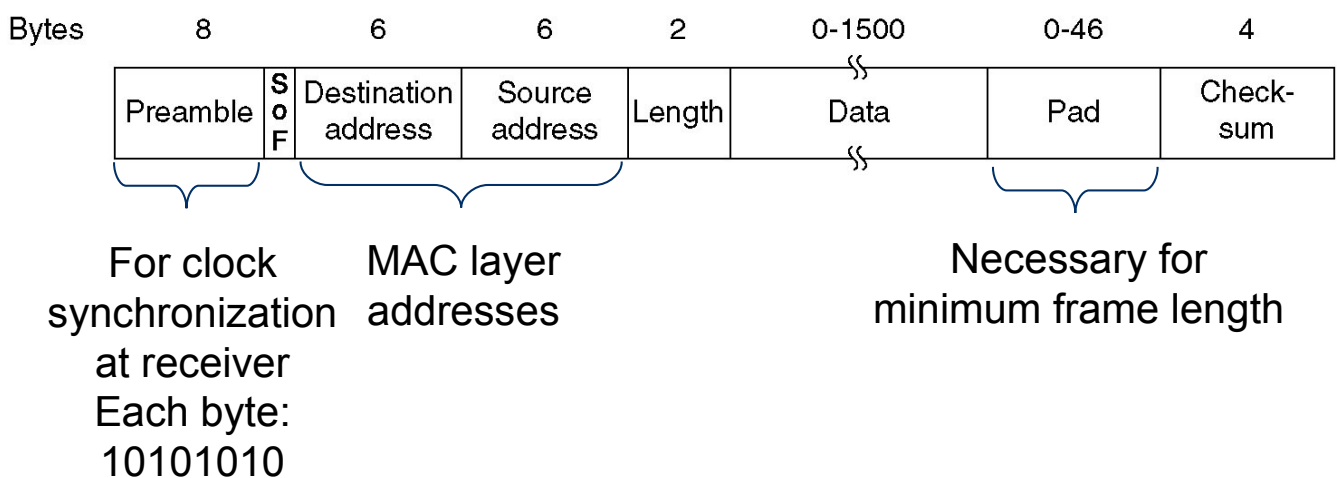 Bytes 8 6 6 2 0-1500 0-46 4
Preamble
S
o
F
Destination
address
Source
address
Length
Data
Pad
Check-
sum
For clock
synchronization
at receiver
Each byte:
10101010
MAC layer
addresses
Necessary for
minimum frame length